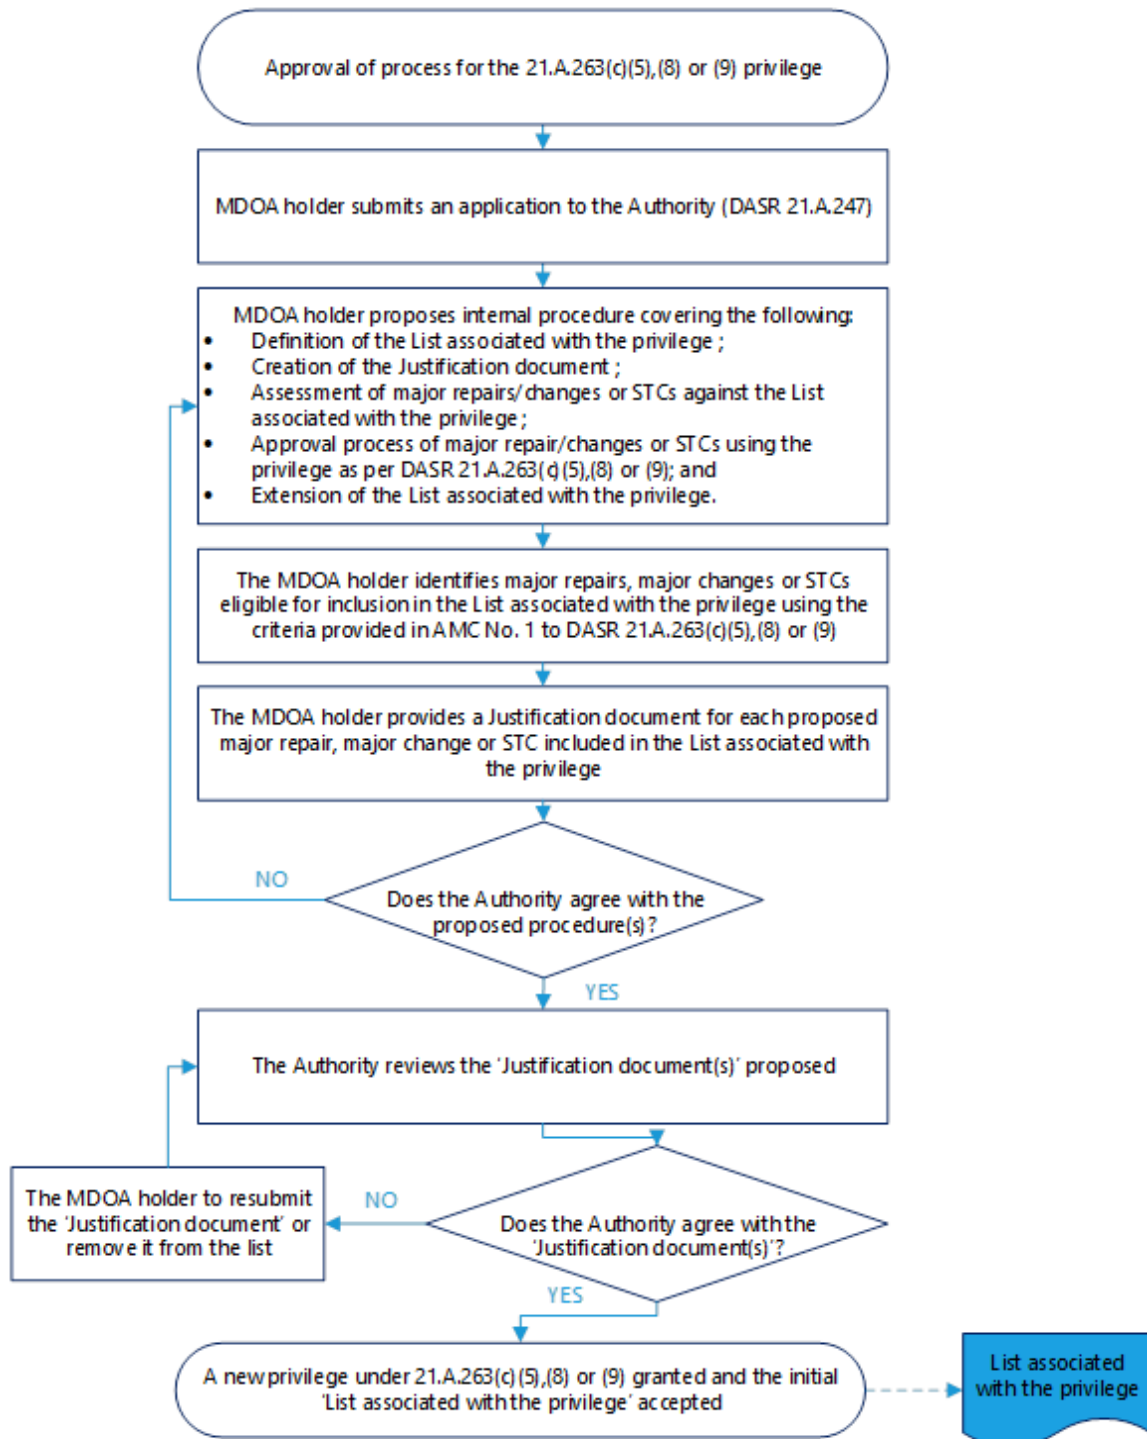 Approval of process for the 21.A.263(c)(5),(8) or (9) privilege
MDOA holder submits an application to the Authority (DASR 21.A.247)
MDOA holder proposes internal procedure covering the following:
• Definition of the List associated with the privilege ;
• Creation of the Justification document ;
• Assessment of major repairs/changes or STCs against the List
associated with the privilege ;
• Approval process of major repair/changes or STCs using the
privilege as per DASR 21.A.263(c)(5),(8) or (9); and
• Extension of the List associated with the privilege.
The MDOA holder identifies major repairs, major changes or STCs
eligible for inclusion in the List associated with the privilege using the
criteria provided in AMC No. 1 to DASR 21.A.263(c)(5),(8) or (9)
The MDOA holder provides a Justification document for each proposed
major repair, major change or STC included in the List associated with
the privilege
NO
Does the Authority agree with the
proposed procedure(s)?
YES
The Authority reviews the 'Justification document(s)' proposed
The MDOA holder to resubmit
the 'Justification document' or
remove it from the list
NO
Does the Authority agree with the
'Justification document(s)'?
YES
A new privilege under 21.A.263(c)(5),(8) or (9) granted and the initial
'List associated with the privilege' accepted
List associated
with the privilege